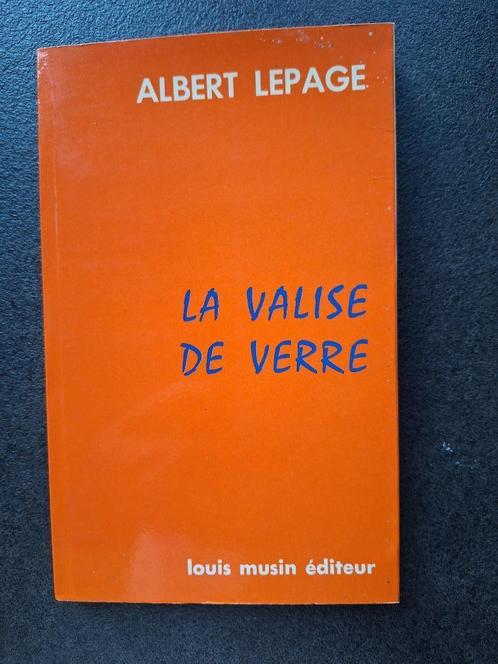 ALBERT LEPAGE
LA VALISE
DE VERRE
louis musin éditeur